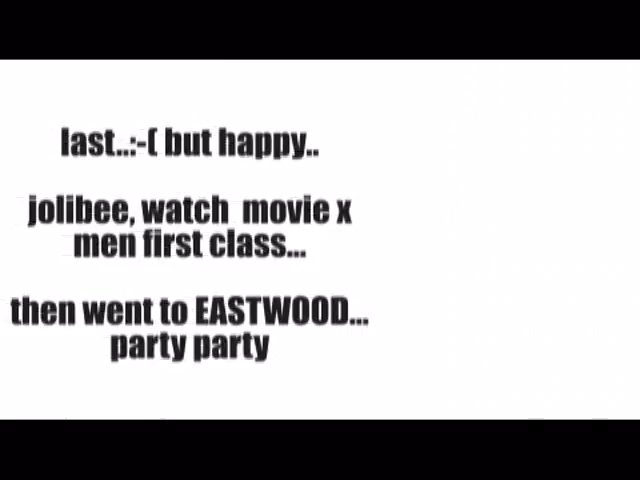 last..:-( but happy..
jolibee, watch  movie x
men first class...
then went to EASTWOOD...
party party